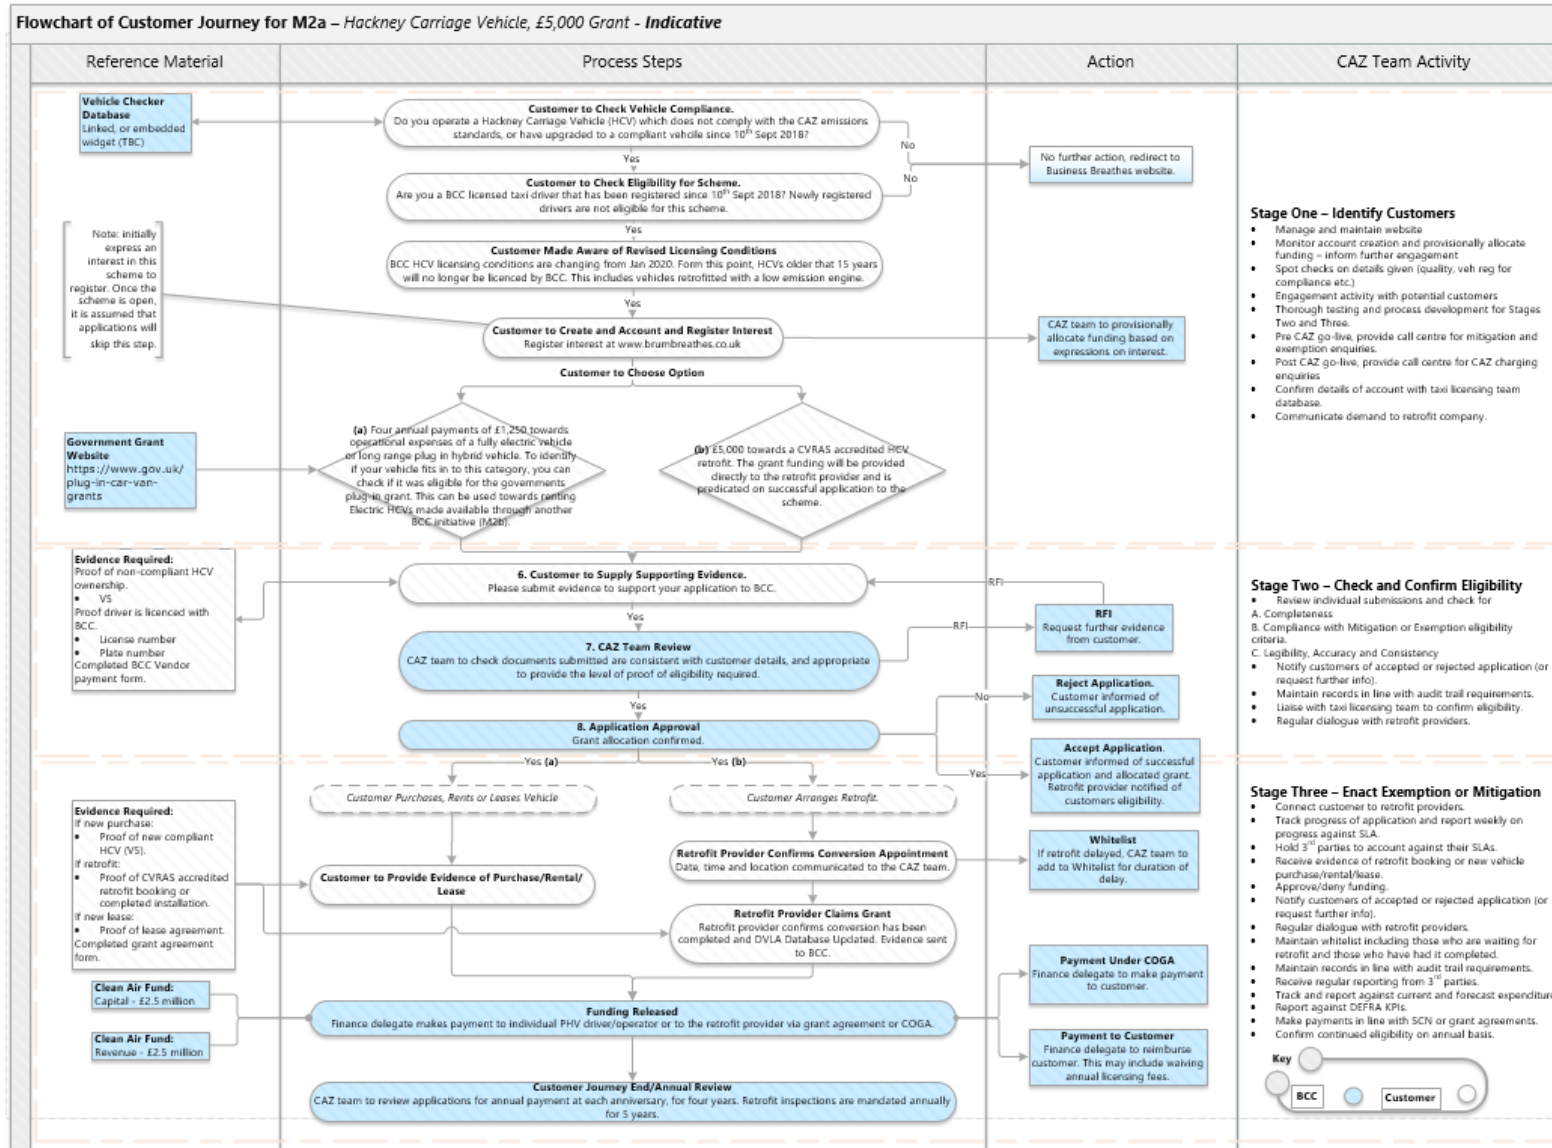 Flowchart of Customer Journey for M2a – Hackney Carriage Vehicle, £5,000 Grant - Indicative
Reference Material
Process Steps
Action
CAZ Team Activity
Vehicle Checker
Database
Linked, or embedded
widget (TBC)
Customer to Check Vehicle Compliance.
Do you operate a Hackney Carriage Vehicle (HCV) which does not comply with the CAZ emissions
standards, or have upgraded to a compliant vehcile since 10th Sept 2018?
No
Yes
No
No further action, redirect to
Business Breathes website.
Customer to Check Eligibility for Scheme.
Are you a BCC licensed taxi driver that has been registered since 10th Sept 2018? Newly registered
drivers are not eligible for this scheme.
Yes
Note: initially
express an
interest in this
scheme to
register. Once the
scheme is open,
it is assumed that
applications will
skip this step.
Customer Made Aware of Revised Licensing Conditions
BCC HCV licensing conditions are changing from Jan 2020. Form this point, HCVs older that 15 years
will no longer be licenced by BCC. This includes vehicles retrofitted with a low emission engine.
Yes
Customer to Create and Account and Register Interest
Register interest at www.brumbreathes.co.uk
CAZ team to provisionally
allocate funding based on
expressions on interest.
Customer to Choose Option
Government Grant
Website
https://www.gov.uk/
plug-in-car-van-
grants
(a) Four annual payments of £1,250 towards
operational expenses of a fully electric vehicle
or long range plug in hybrid vehicle. To identify
if your vehicle fits in to this category, you can
check if it was eligible for the governments
plug-in grant. This can be used towards renting
Electric HCVs made available through another
BCC initiative (M2b).
(b) £5,000 towards a CVRAS accredited HCV
retrofit. The grant funding will be provided
directly to the retrofit provider and is
predicated on successful application to the
scheme.
Stage One – Identify Customers
• Manage and maintain website
• Monitor account creation and provisionally allocate
funding – inform further engagement
• Spot checks on details given (quality, veh reg for
compliance etc.)
• Engagement activity with potential customers
• Thorough testing and process development for Stages
Two and Three.
• Pre CAZ go-live, provide call centre for mitigation and
exemption enquiries.
• Post CAZ go-live, provide call centre for CAZ charging
enquiries
• Confirm details of account with taxi licensing team
database.
• Communicate demand to retrofit company.
Evidence Required:
Proof of non-compliant HCV
ownership.
• V5
Proof driver is licenced with
BCC.
• License number
• Plate number
Completed BCC Vendor
payment form.
6. Customer to Supply Supporting Evidence.
Please submit evidence to support your application to BCC.
RFI
Yes
RFI
Request further evidence
from customer.
RFI
7. CAZ Team Review
CAZ team to check documents submitted are consistent with customer details, and appropriate
to provide the level of proof of eligibility required.
Yes
No
Reject Application.
Customer informed of
unsuccessful application.
8. Application Approval
Grant allocation confirmed.
Yes
Accept Application.
Customer informed of successful
application and allocated grant.
Retrofit provider notified of
customers eligibility.
Stage Two – Check and Confirm Eligibility
• Review individual submissions and check for
A. Completeness
B. Compliance with Mitigation or Exemption eligibility
criteria.
C. Legibility, Accuracy and Consistency
• Notify customers of accepted or rejected application (or
request further info).
• Maintain records in line with audit trail requirements.
• Liaise with taxi licensing team to confirm eligibility.
• Regular dialogue with retrofit providers.
Yes (a)
Yes (b)
Customer Purchases, Rents or Leases Vehicle
Customer Arranges Retrofit.
Evidence Required:
If new purchase:
• Proof of new compliant
HCV (V5).
If retrofit:
• Proof of CVRAS accredited
retrofit booking or
completed installation.
If new lease:
• Proof of lease agreement.
Completed grant agreement
form.
Customer to Provide Evidence of Purchase/Rental/
Lease
Retrofit Provider Confirms Conversion Appointment
Date, time and location communicated to the CAZ team.
Whitelist
If retrofit delayed, CAZ team to
add to Whitelist for duration of
delay.
Retrofit Provider Claims Grant
Retrofit provider confirms conversion has been
completed and DVLA Database Updated. Evidence sent
to BCC.
Clean Air Fund:
Capital - £2.5 million
Clean Air Fund:
Revenue - £2.5 million
Funding Released
Finance delegate makes payment to individual PHV driver/operator or to the retrofit provider via grant agreement or COGA.
Payment Under COGA
Finance delegate to make payment
to customer.
Payment to Customer
Finance delegate to reimburse
customer. This may include waiving
annual licensing fees.
Customer Journey End/Annual Review
CAZ team to review applications for annual payment at each anniversary, for four years. Retrofit inspections are mandated annually
for 5 years.
Stage Three – Enact Exemption or Mitigation
• Connect customer to retrofit providers.
• Track progress of application and report weekly on
progress against SLA.
• Hold 3rd parties to account against their SLAs.
• Receive evidence of retrofit booking or new vehicle
purchase/rental/lease.
• Approve/deny funding.
• Notify customers of accepted or rejected application (or
request further info).
• Regular dialogue with retrofit providers.
• Maintain whitelist including those who are waiting for
retrofit and those who have had it completed.
• Maintain records in line with audit trail requirements.
• Receive regular reporting from 3rd parties.
• Track and report against current and forecast expenditure
• Report against DEFRA KPIs.
• Make payments in line with SCN or grant agreements.
• Confirm continued eligibility on annual basis.
Key
BCC
Customer